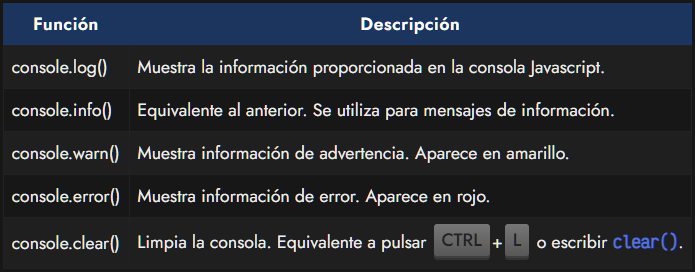 Función Descripción
console.log() Muestra la información proporcionada en la consola Javascript.
console.info() Equivalente al anterior. Se utiliza para mensajes de información.
console.warn() Muestra información de advertencia. Aparece en amarillo.
console.error() Muestra información de error. Aparece en rojo.
console.clear() Limpia la consola. Equivalente a pulsar CTRL + L o escribir clear().